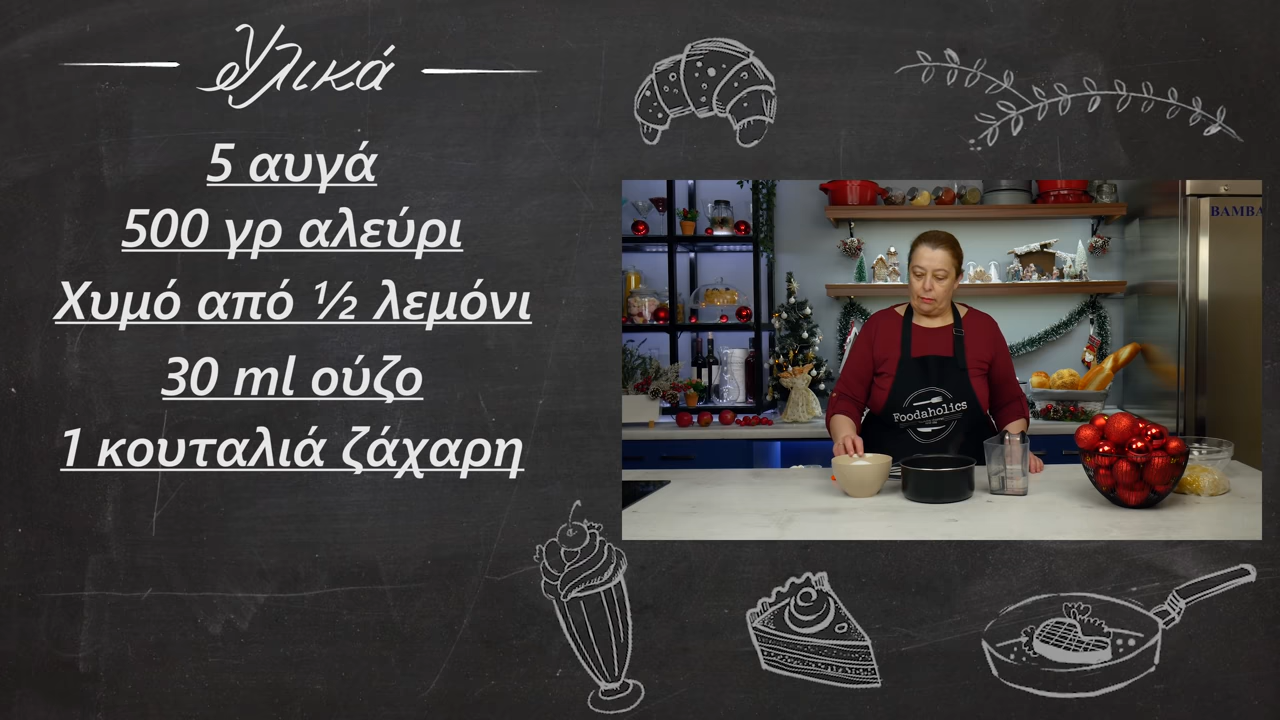 Υλικά
5 αυγά
500 γρ αλεύρι
Χυμό από ½ λεμόνι
30 ml ούζο
1 κουταλιά ζάχαρη
BAMBA
Foodaholics